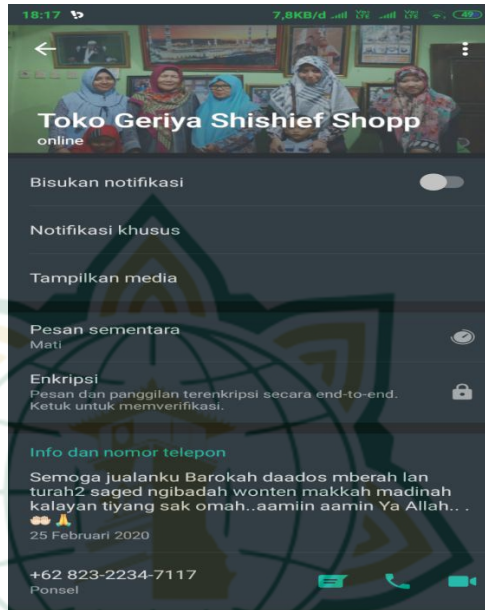 18:17
7,8KB/d
49
Toko Geriya Shishief Shopp
online
Bisukan notifikasi
Notifikasi khusus
Tampilkan media
Pesan sementara
Mati
Enkripsi
Pesan dan panggilan terenkripsi secara end-to-end.
Ketuk untuk memverifikasi.
Info dan nomor telepon
Semoga jualanku Barokah daados mberah lan
turah2 saged ngibadah wonten makkah madinah
kalayan tiyang sak omah..aamiin aamin Ya Allah.. .
🤲🏻🙏
25 Februari 2020
+62 823-2234-7117
Ponsel